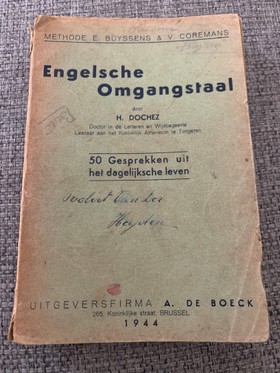 METHODE E. BUYSSENS & V. COREMANS
Engelsche
Omgangstaal
door
H. DOCHEZ
Doctor in de Letteren en Wijsbegeerte
Leeraar aan het Koninklijk Atheneum te Tongeren
50 Gesprekken uit
het dagelijksche leven
UITGEVERSFIRMA A. DE BOECK
265, Koninklijke straat, BRUSSEL
1944